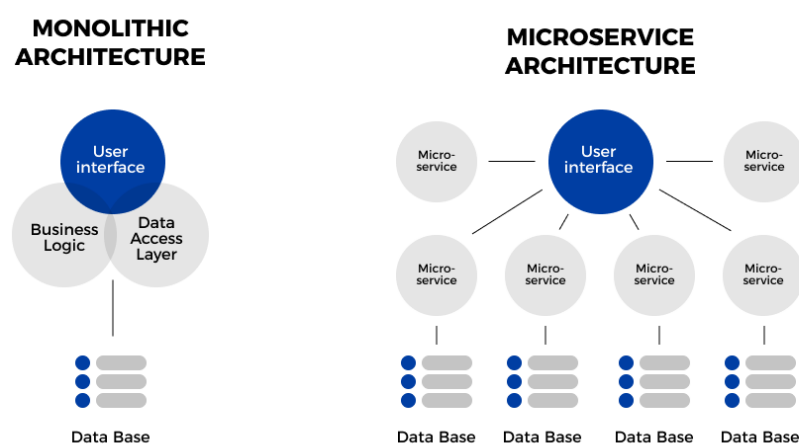 MONOLITHIC
ARCHITECTURE
User
interface
Business
Logic
Data
Access
Layer
Data Base
MICROSERVICE
ARCHITECTURE
Micro-
service
User
interface
Micro-
service
Micro-
service
Micro-
service
Micro-
service
Micro-
service
Data Base
Data Base
Data Base
Data Base